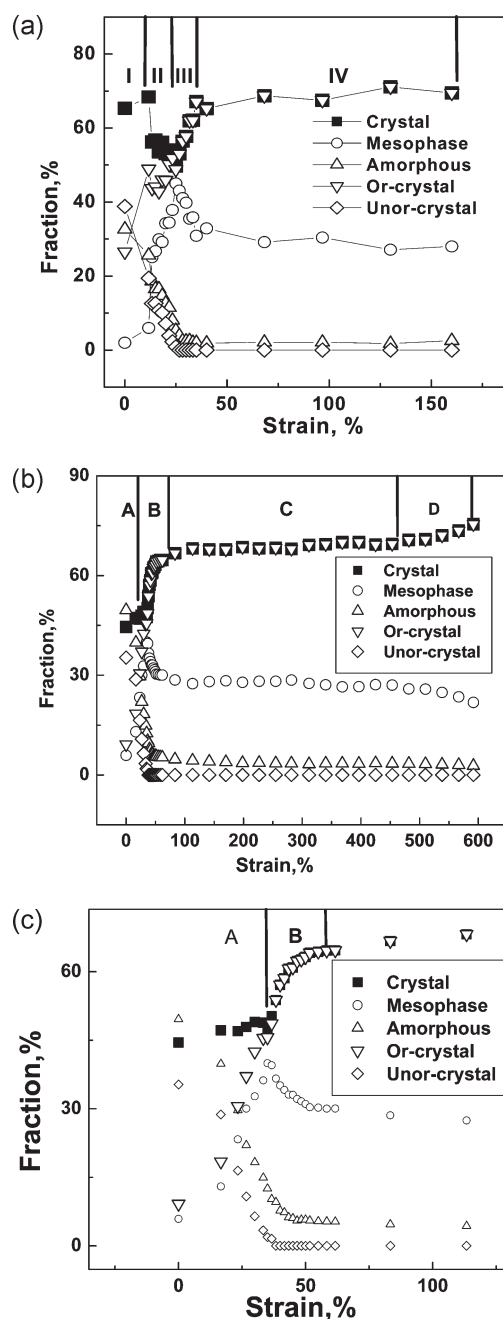 (a)
80
60
40
20
0
Fraction,%
I II III IV
Crystal
Mesophase
Amorphous
Or-crystal
Unor-crystal
0 50 100 150
Strain, %
(b)
90
60
30
0
Fraction,%
A B C D
Crystal
Mesophase
Amorphous
Or-crystal
Unor-crystal
0 100 200 300 400 500 600
Strain,%
(c)
60
30
0
Fraction,%
A B
Crystal
Mesophase
Amorphous
Or-crystal
Unor-crystal
0 50 100
Strain,%